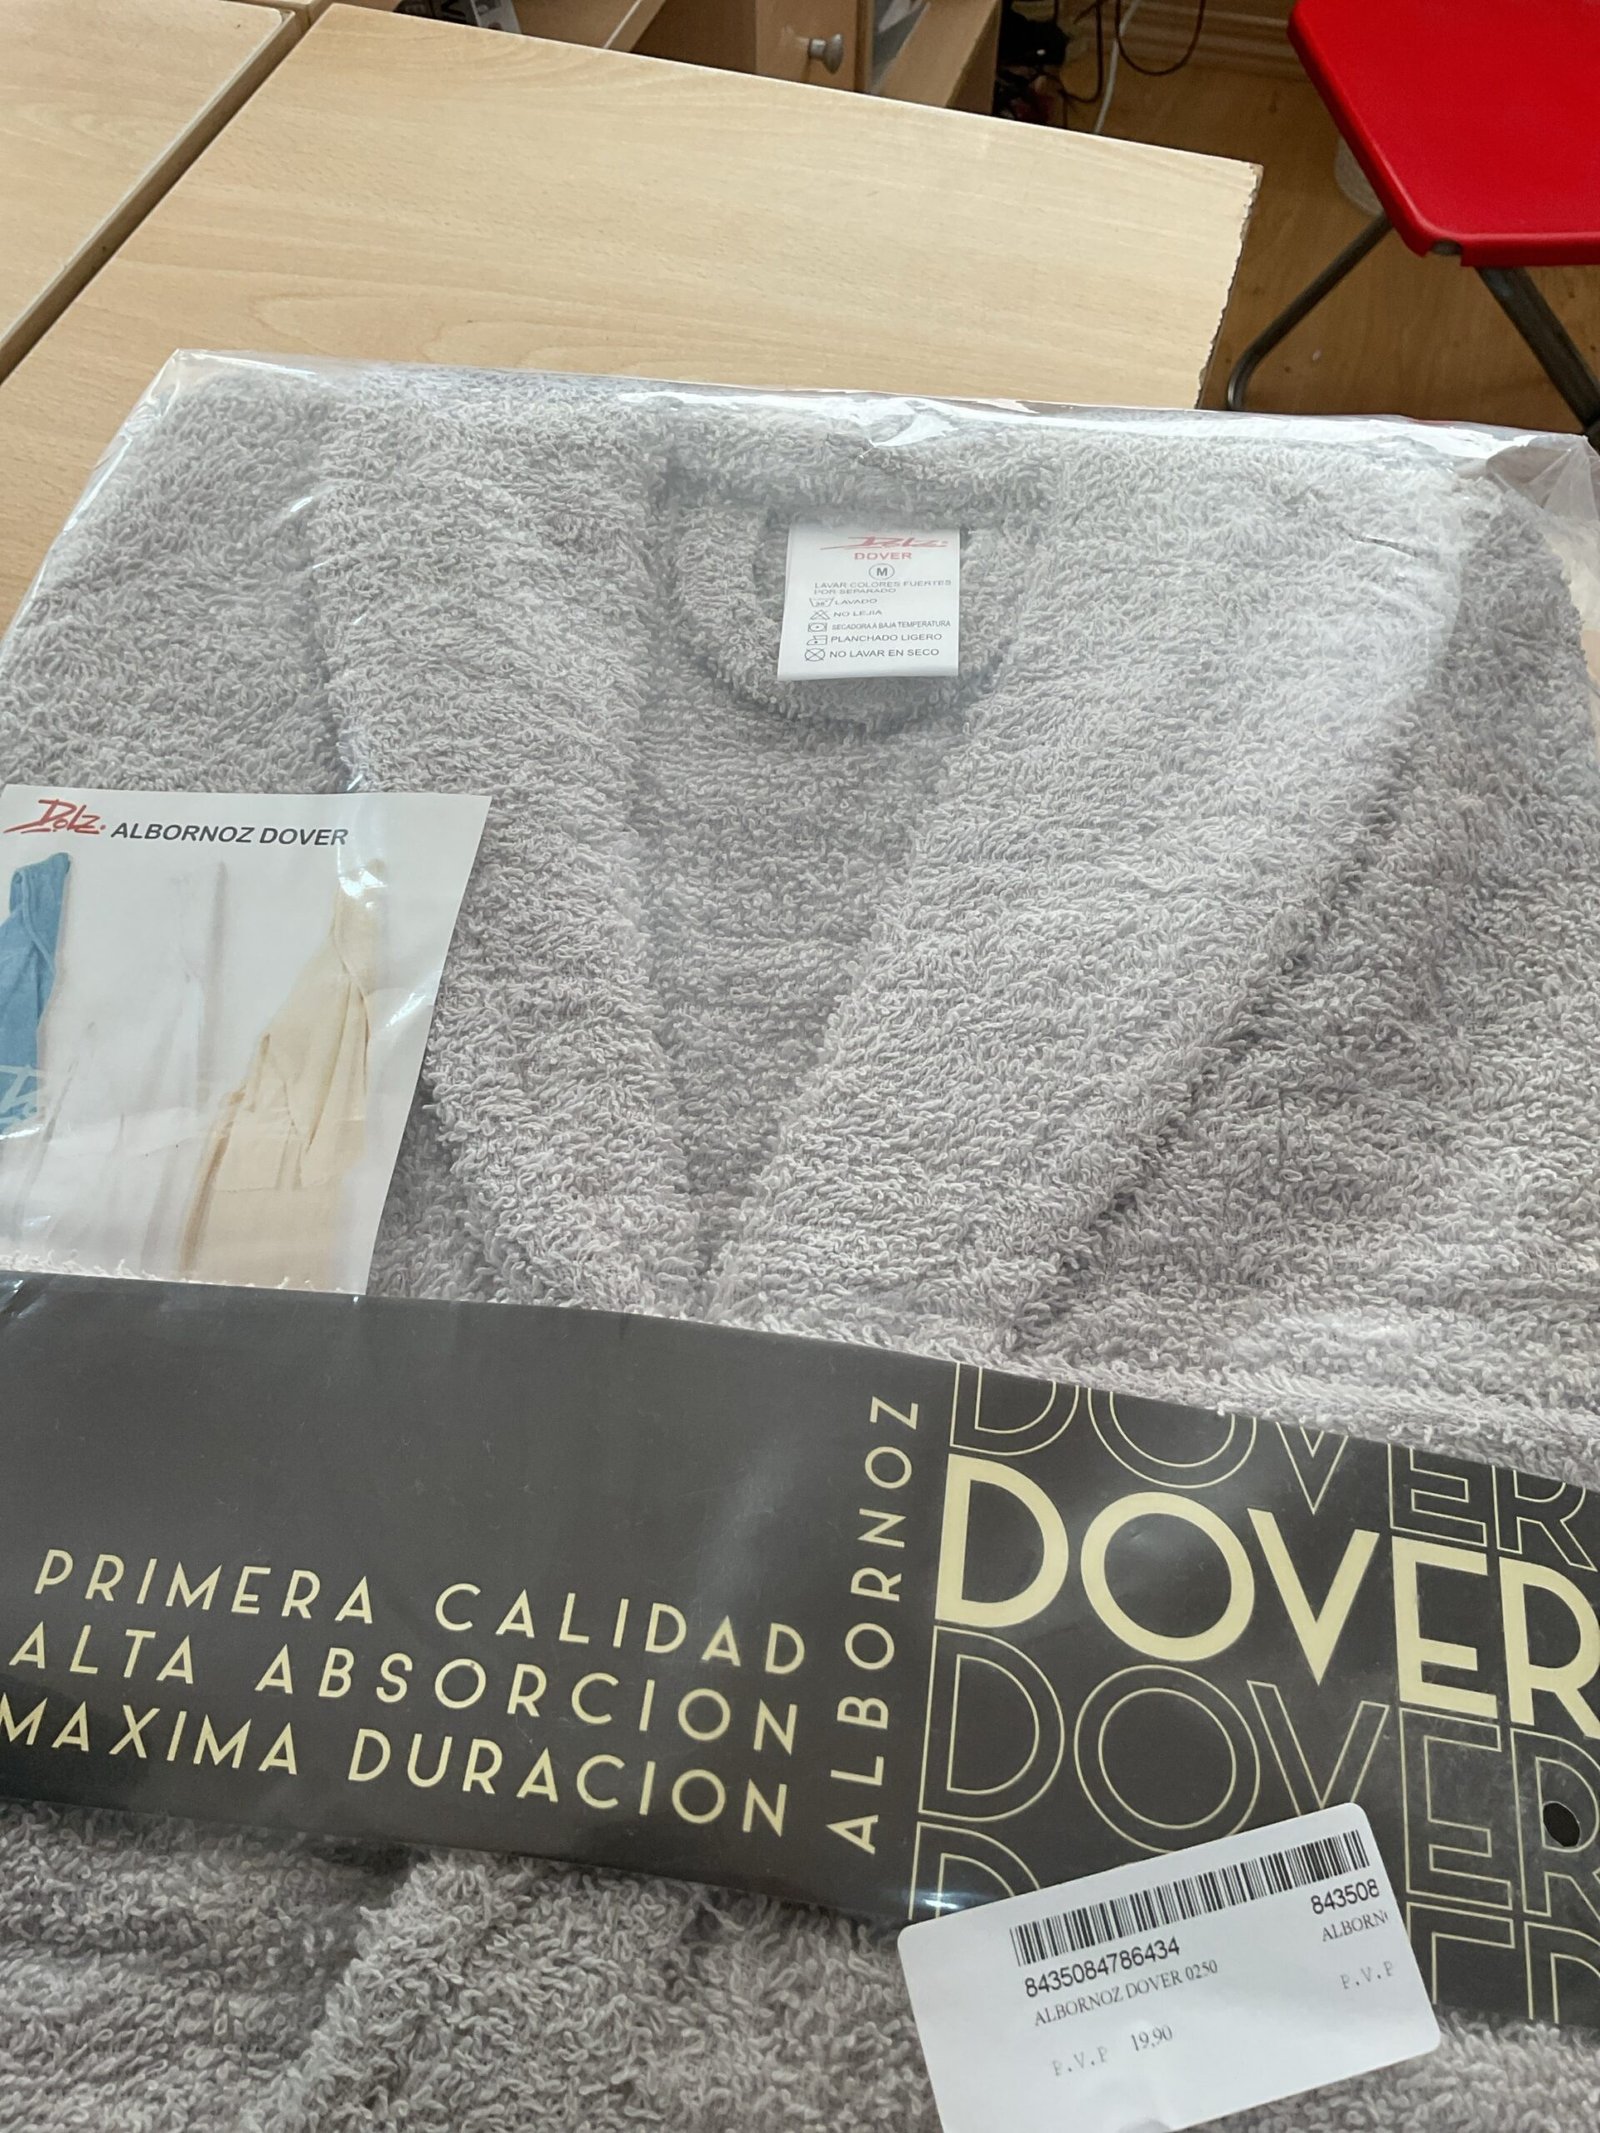 Dolz.
DOVER
M
LAVAR COLORES FUERTES
POR SEPARADO
LAVADO
NO LEJIA
SECADORA A BAJA TEMPERATURA
PLANCHADO LIGERO
NO LAVAR EN SECO
Dolz. ALBORNOZ DOVER
PRIMERA CALIDAD
ALTA ABSORCION
MAXIMA DURACION
ALBORNOZ
DOVER
DOVER
DOVER
DOVER
8435084786434
ALBORNOZ DOVER 0250
P.V.P 19,90
843508
ALBORN
P.V.P